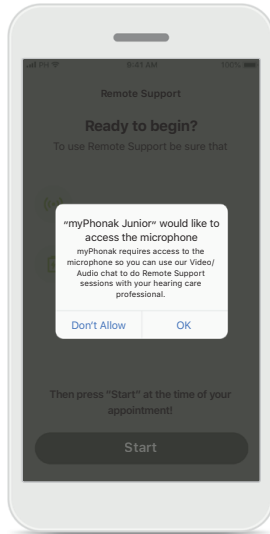 PH 9:41 AM 100%
Remote Support
Ready to begin?
To use Remote Support be sure that
“myPhonak Junior“ would like to
access the microphone
myPhonak requires access to the
microphone so you can use our Video/
Audio chat to do Remote Support
sessions with your hearing care
professional.
Don’t Allow OK
Then press “Start” at the time of your
appointment!
Start